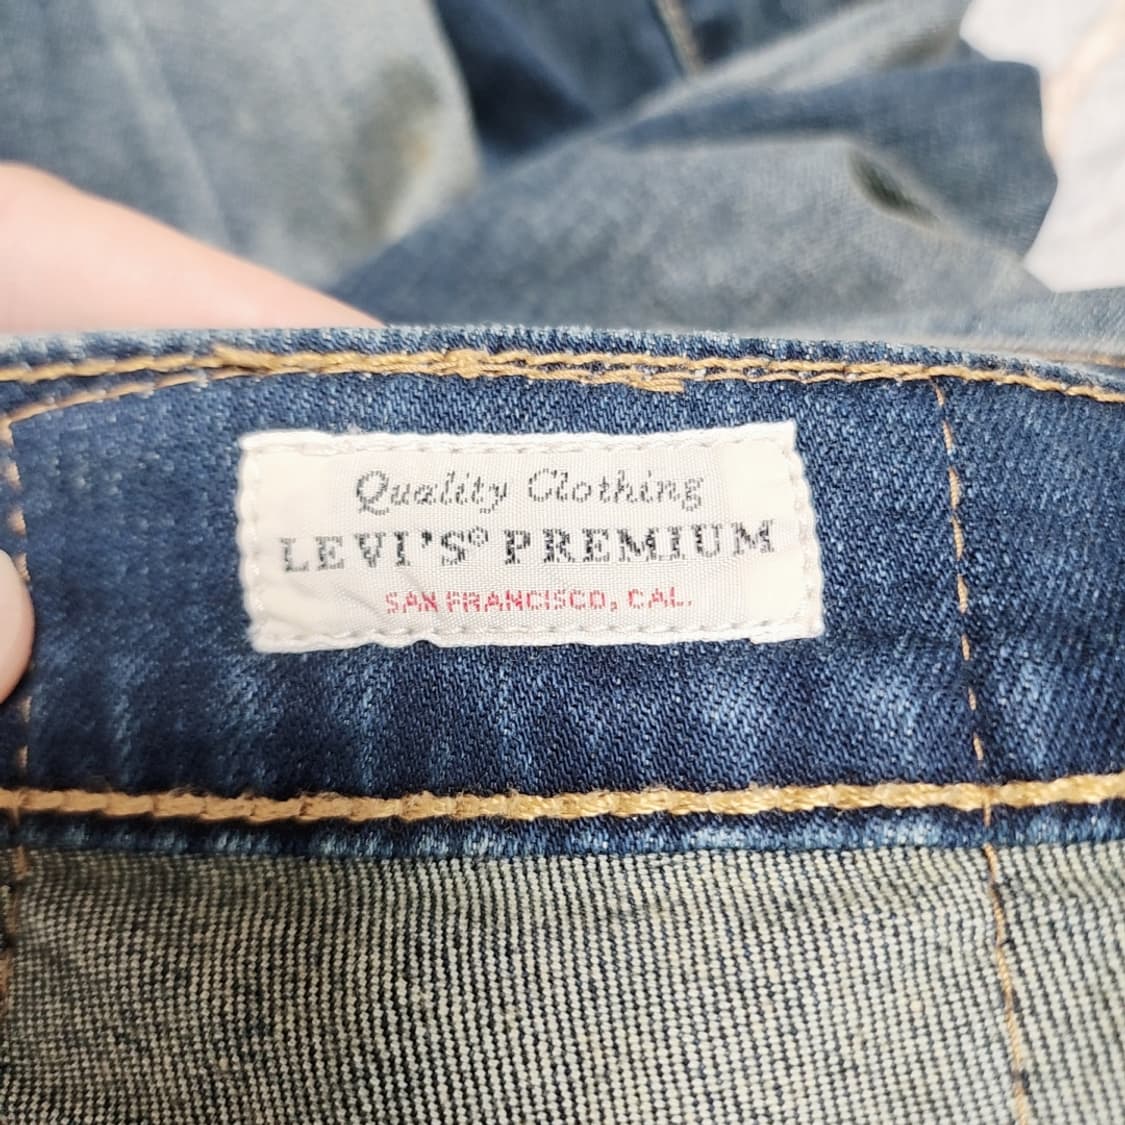 Quality Clothing
LEVI'S® PREMIUM
SAN FRANCISCO, CAL.